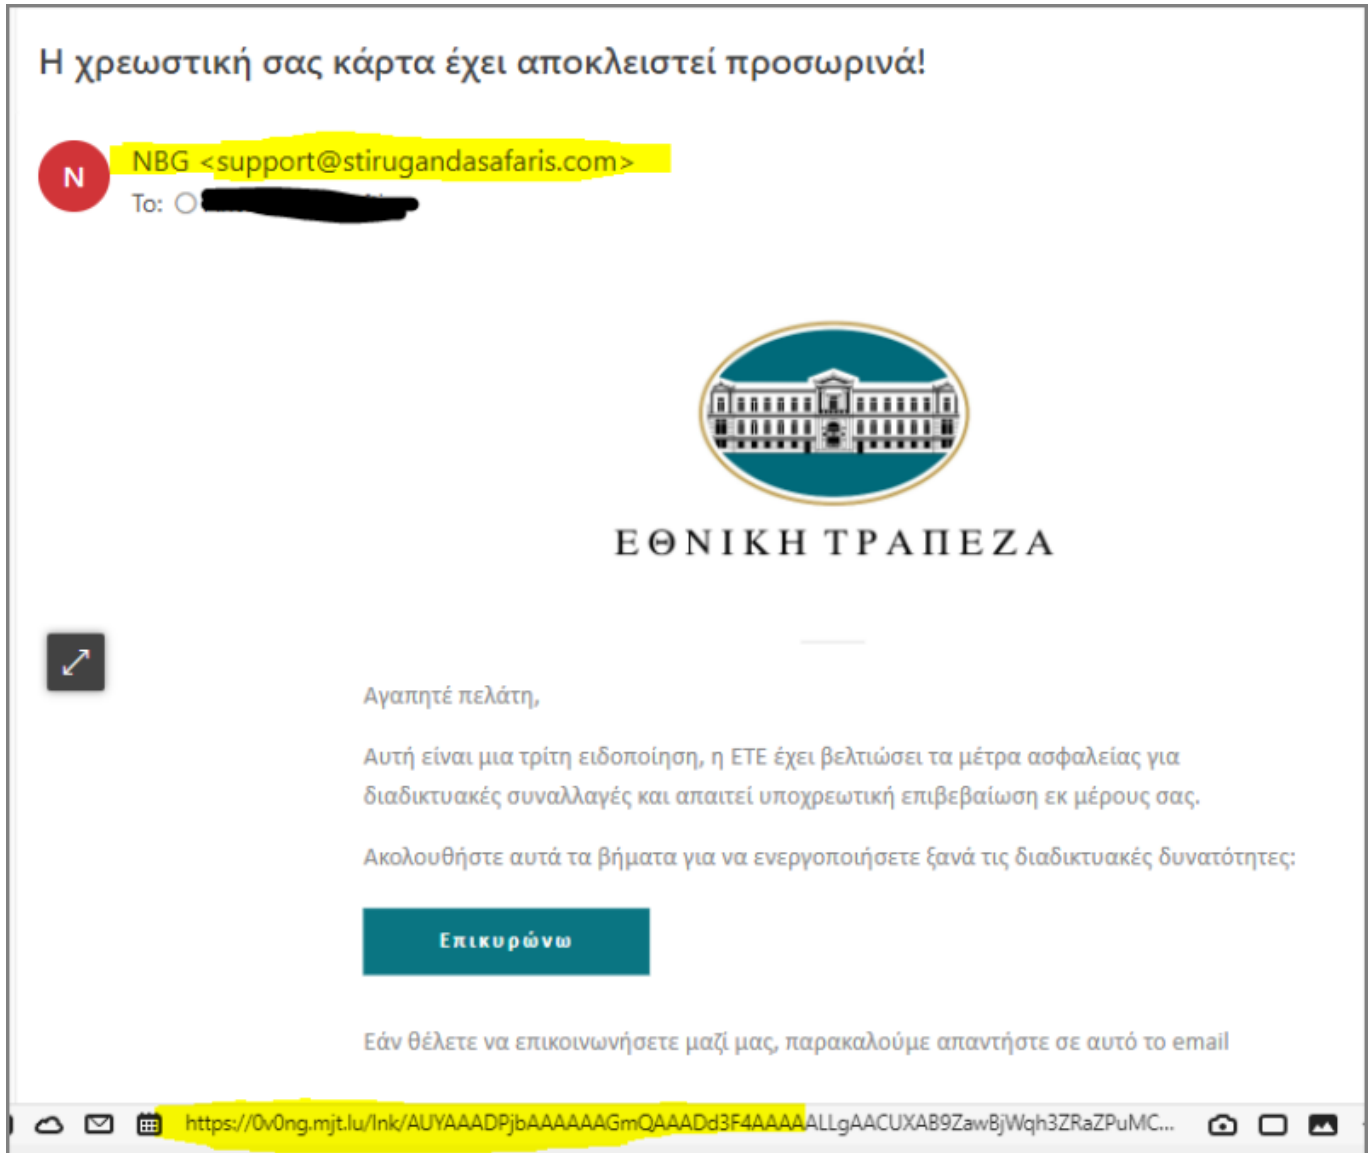 Η χρεωστική σας κάρτα έχει αποκλειστεί προσωρινά!
N
NBG <support@stirugandasafaris.com>
To:
ΕΘΝΙΚΗ ΤΡΑΠΕΖΑ
Αγαπητέ πελάτη,
Αυτή είναι μια τρίτη ειδοποίηση, η ΕΤΕ έχει βελτιώσει τα μέτρα ασφαλείας για
διαδικτυακές συναλλαγές και απαιτεί υποχρεωτική επιβεβαίωση εκ μέρους σας.
Ακολουθήστε αυτά τα βήματα για να ενεργοποιήσετε ξανά τις διαδικτυακές δυνατότητες:
Επικυρώνω
Εάν θέλετε να επικοινωνήσετε μαζί μας, παρακαλούμε απαντήστε σε αυτό το email
https://0v0ng.mjt.lu/lnk/AUYAAADPjbAAAAAAGmQAAADd3F4AAAAALLgAACUXAB9ZawBjWqh3ZRaZPuMC...